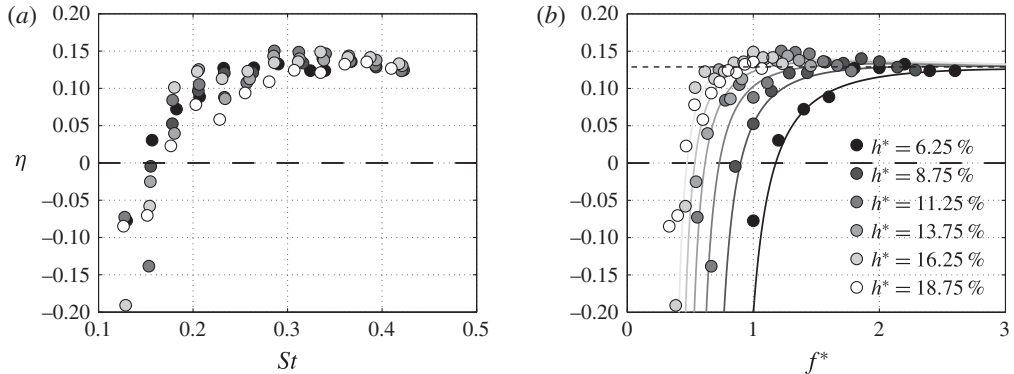 (a)
0.20
0.15
0.10
0.05
0
–0.05
–0.10
–0.15
–0.20
η
0.1 0.2 0.3 0.4 0.5
St
(b)
0.20
0.15
0.10
0.05
0
–0.05
–0.10
–0.15
–0.20
h* = 6.25 %
h* = 8.75 %
h* = 11.25 %
h* = 13.75 %
h* = 16.25 %
h* = 18.75 %
0 1 2 3
f*